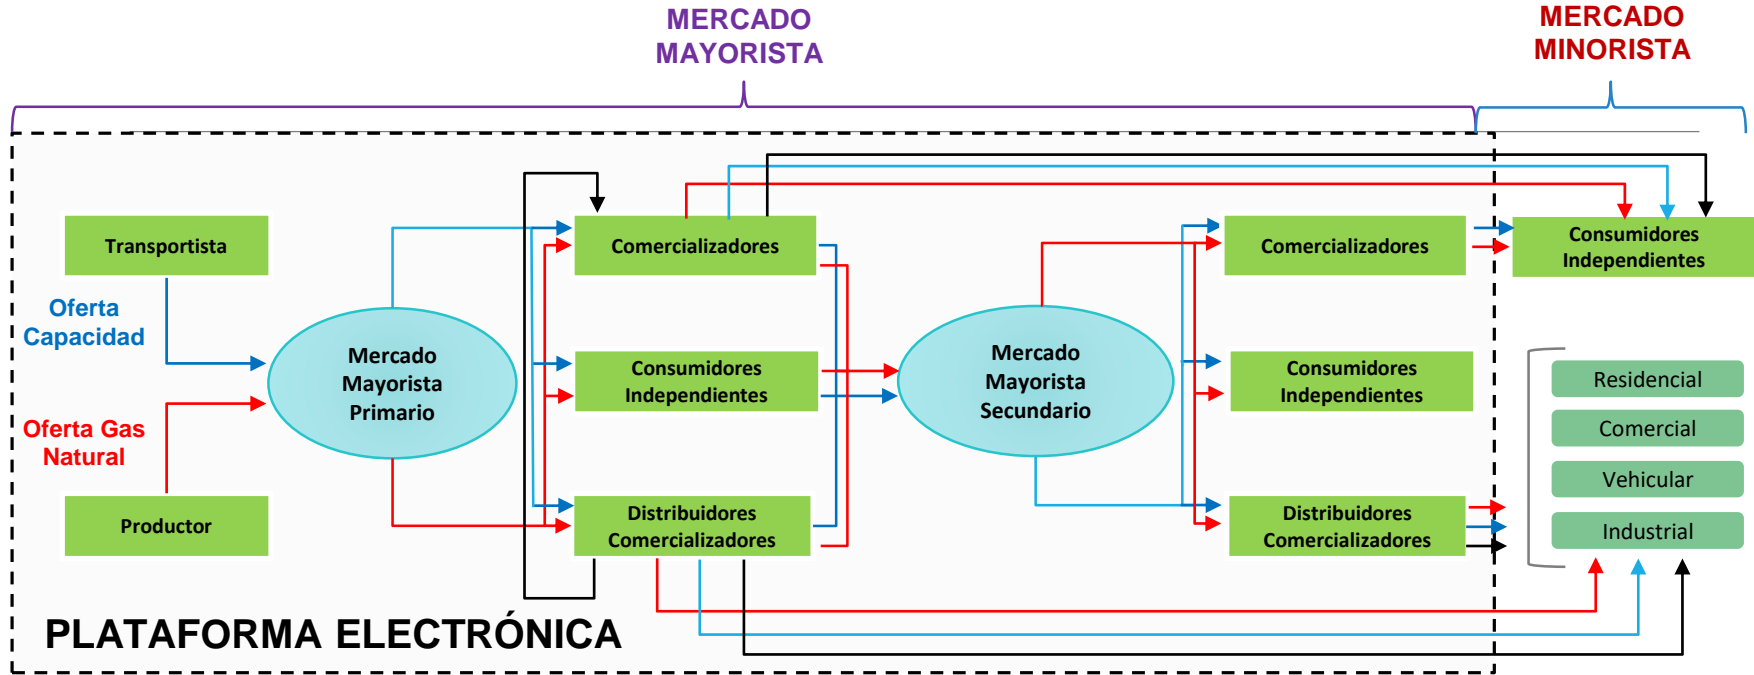 MERCADO
MAYORISTA
MERCADO
MINORISTA
Transportista
Oferta
Capacidad
Oferta Gas
Natural
Productor
Mercado
Mayorista
Primario
Comercializadores
Consumidores
Independientes
Distribuidores
Comercializadores
Mercado
Mayorista
Secundario
Comercializadores
Consumidores
Independientes
Distribuidores
Comercializadores
Consumidores
Independientes
Residencial
Comercial
Vehicular
Industrial
PLATAFORMA ELECTRÓNICA